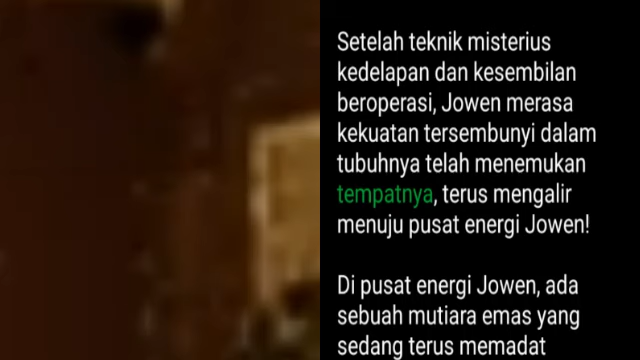 Setelah teknik misterius
kedelapan dan kesembilan
beroperasi, Jowen merasa
kekuatan tersembunyi dalam
tubuhnya telah menemukan
tempatnya, terus mengalir
menuju pusat energi Jowen!
Di pusat energi Jowen, ada
sebuah mutiara emas yang
sedang terus memadat